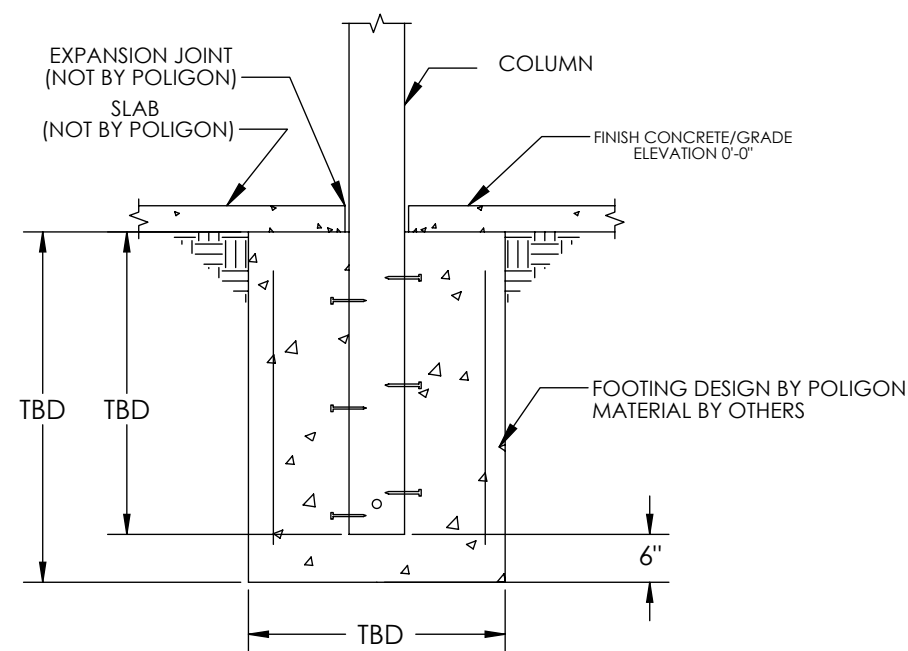 EXPANSION JOINT
(NOT BY POLIGON)
SLAB
(NOT BY POLIGON)
COLUMN
FINISH CONCRETE/GRADE
ELEVATION 0'-0"
TBD
TBD
FOOTING DESIGN BY POLIGON
MATERIAL BY OTHERS
6"
TBD